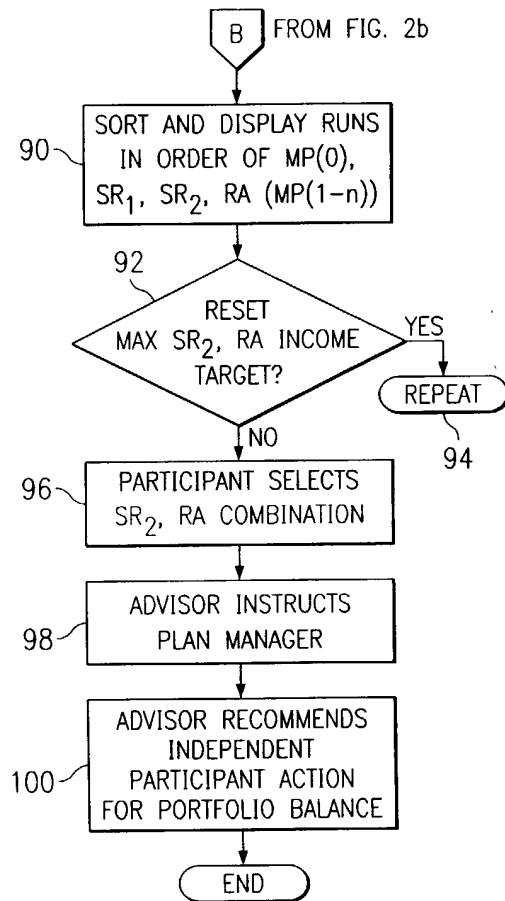 B FROM FIG. 2b
90
SORT AND DISPLAY RUNS
IN ORDER OF MP(0),
SR₁, SR₂, RA (MP(1–n))
92
RESET
MAX SR₂, RA INCOME
TARGET?
YES
REPEAT
94
NO
96
PARTICIPANT SELECTS
SR₂, RA COMBINATION
98
ADVISOR INSTRUCTS
PLAN MANAGER
100
ADVISOR RECOMMENDS
INDEPENDENT
PARTICIPANT ACTION
FOR PORTFOLIO BALANCE
END